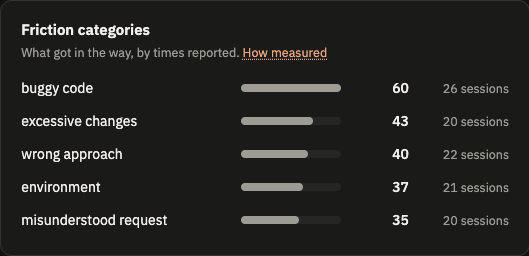 Friction categories
What got in the way, by times reported. How measured
buggy code 60 26 sessions
excessive changes 43 20 sessions
wrong approach 40 22 sessions
environment 37 21 sessions
misunderstood request 35 20 sessions